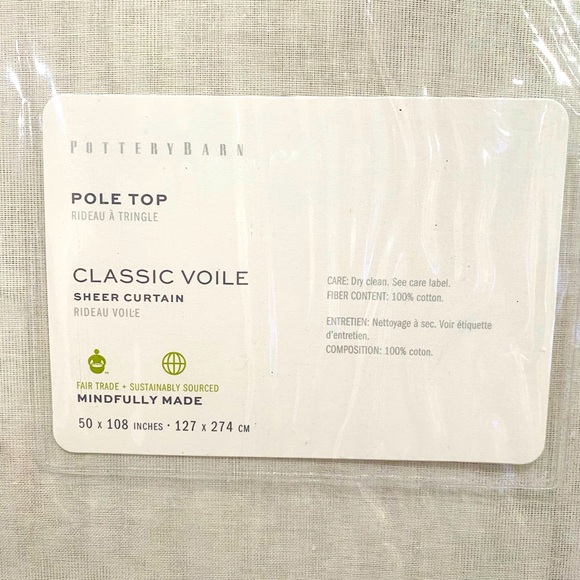 POTTERY BARN
POLE TOP
RIDEAU À TRINGLE
CLASSIC VOILE
SHEER CURTAIN
RIDEAU VOILE
FAIR TRADE + SUSTAINABLY SOURCED
MINDFULLY MADE
50 x 108 INCHES · 127 x 274 CM
CARE: Dry clean. See care label.
FIBER CONTENT: 100% cotton.
ENTRETIEN: Nettoyage à sec. Voir étiquette
d'entretien.
COMPOSITION: 100% coton.